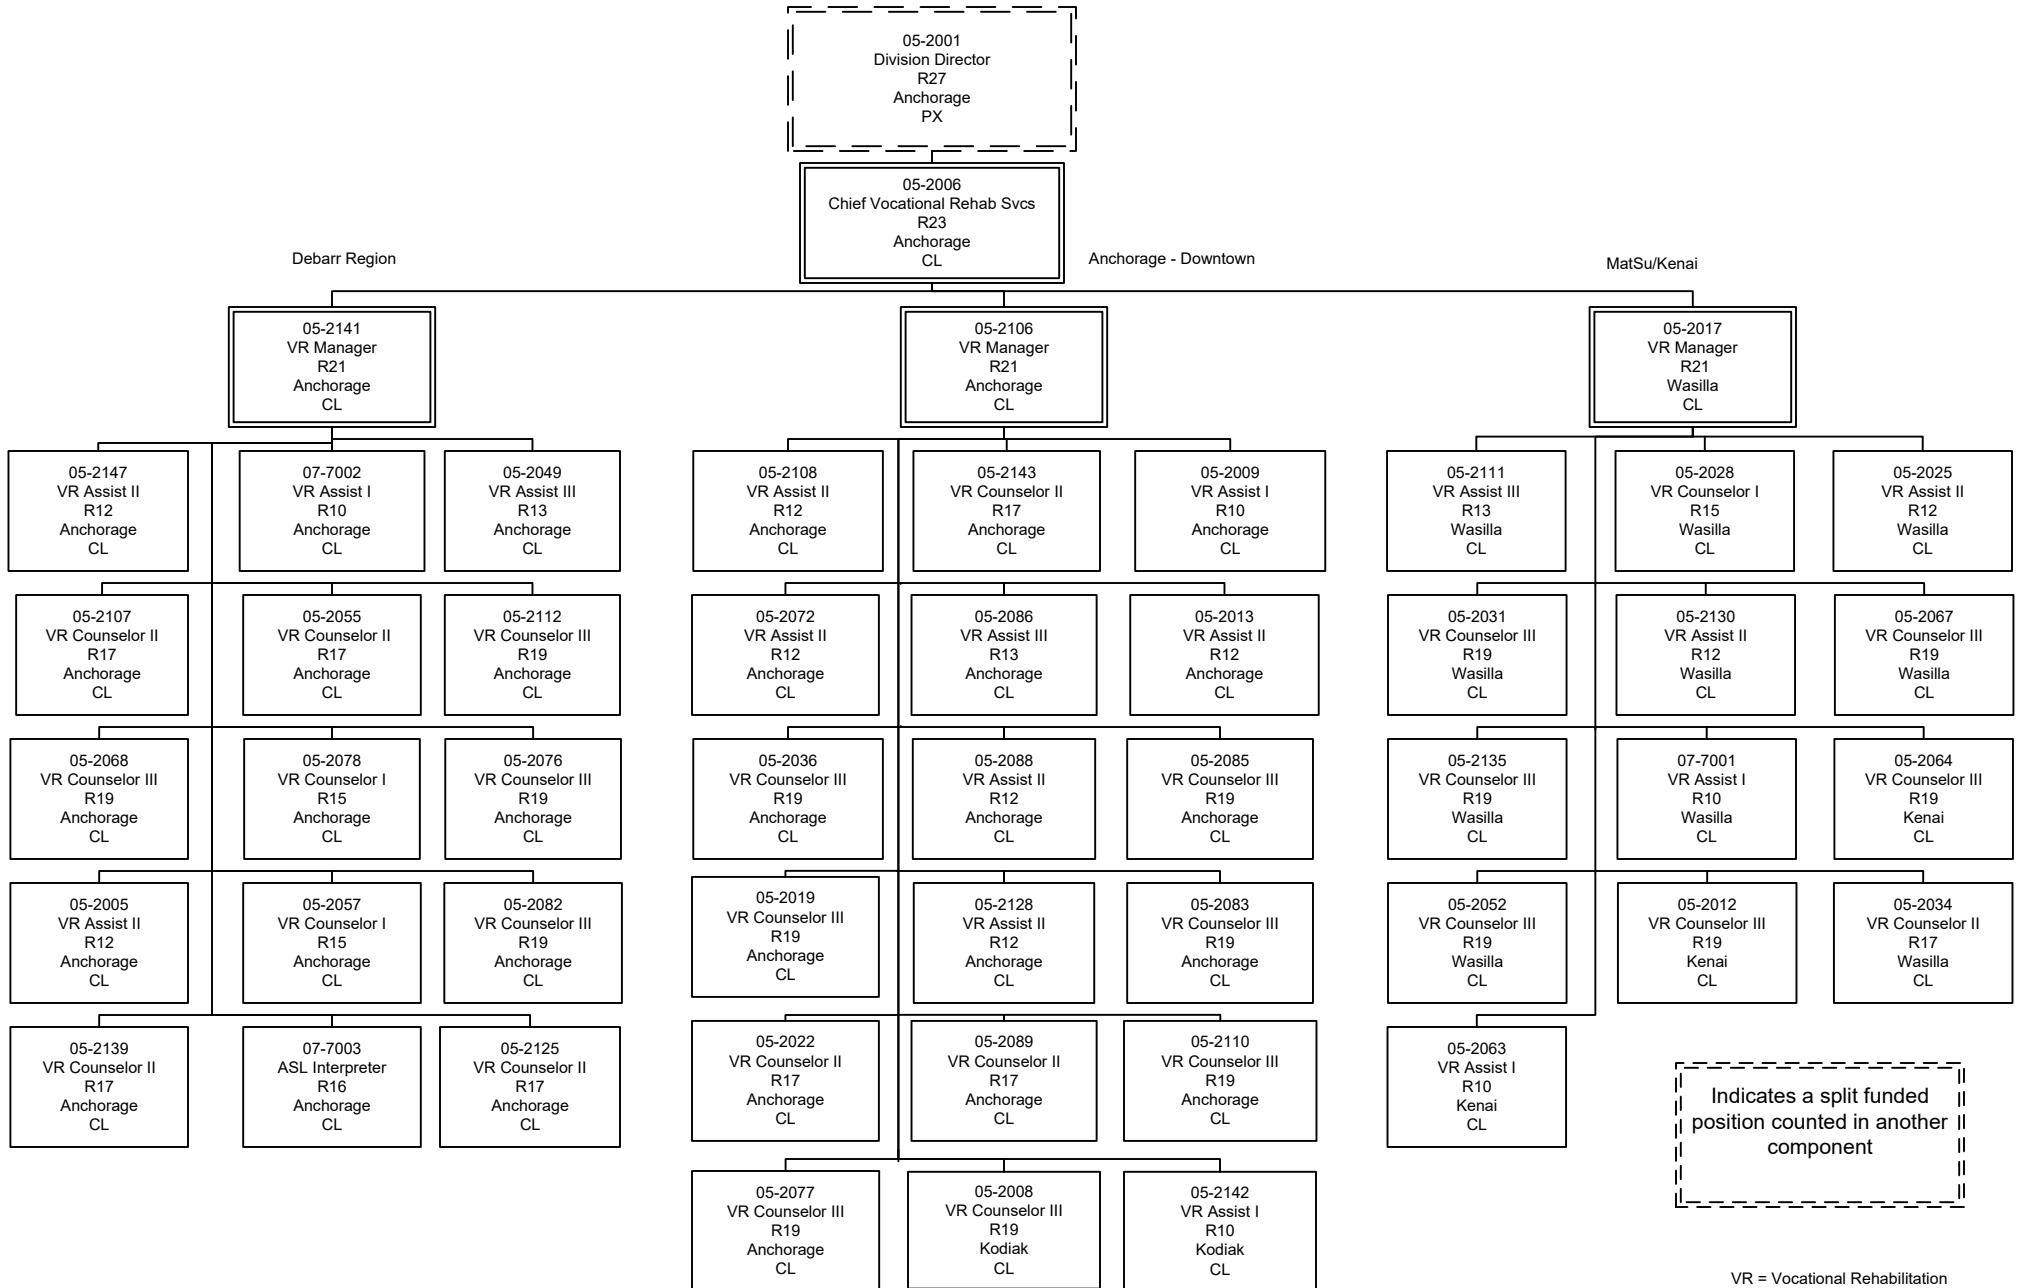 05-2001
Division Director
R27
Anchorage
PX
05-2006
Chief Vocational Rehab Svcs
R23
Anchorage
CL
Debarr Region
Anchorage - Downtown
MatSu/Kenai
05-2141
VR Manager
R21
Anchorage
CL
05-2106
VR Manager
R21
Anchorage
CL
05-2017
VR Manager
R21
Wasilla
CL
05-2147
VR Assist II
R12
Anchorage
CL
07-7002
VR Assist I
R10
Anchorage
CL
05-2049
VR Assist III
R13
Anchorage
CL
05-2108
VR Assist II
R12
Anchorage
CL
05-2143
VR Counselor II
R17
Anchorage
CL
05-2009
VR Assist I
R10
Anchorage
CL
05-2111
VR Assist III
R13
Wasilla
CL
05-2028
VR Counselor I
R15
Wasilla
CL
05-2025
VR Assist II
R12
Wasilla
CL
05-2107
VR Counselor II
R17
Anchorage
CL
05-2055
VR Counselor II
R17
Anchorage
CL
05-2112
VR Counselor III
R19
Anchorage
CL
05-2072
VR Assist II
R12
Anchorage
CL
05-2086
VR Assist III
R13
Anchorage
CL
05-2013
VR Assist II
R12
Anchorage
CL
05-2031
VR Counselor III
R19
Wasilla
CL
05-2130
VR Assist II
R12
Wasilla
CL
05-2067
VR Counselor III
R19
Wasilla
CL
05-2068
VR Counselor III
R19
Anchorage
CL
05-2078
VR Counselor I
R15
Anchorage
CL
05-2076
VR Counselor III
R19
Anchorage
CL
05-2036
VR Counselor III
R19
Anchorage
CL
05-2088
VR Assist II
R12
Anchorage
CL
05-2085
VR Counselor III
R19
Anchorage
CL
05-2135
VR Counselor III
R19
Wasilla
CL
07-7001
VR Assist I
R10
Wasilla
CL
05-2064
VR Counselor III
R19
Kenai
CL
05-2005
VR Assist II
R12
Anchorage
CL
05-2057
VR Counselor I
R15
Anchorage
CL
05-2082
VR Counselor III
R19
Anchorage
CL
05-2019
VR Counselor III
R19
Anchorage
CL
05-2128
VR Assist II
R12
Anchorage
CL
05-2083
VR Counselor III
R19
Anchorage
CL
05-2052
VR Counselor III
R19
Wasilla
CL
05-2012
VR Counselor III
R19
Kenai
CL
05-2034
VR Counselor II
R17
Wasilla
CL
05-2139
VR Counselor II
R17
Anchorage
CL
07-7003
ASL Interpreter
R16
Anchorage
CL
05-2125
VR Counselor II
R17
Anchorage
CL
05-2022
VR Counselor II
R17
Anchorage
CL
05-2089
VR Counselor II
R17
Anchorage
CL
05-2110
VR Counselor III
R19
Anchorage
CL
05-2063
VR Assist I
R10
Kenai
CL
Indicates a split funded
position counted in another
component
05-2077
VR Counselor III
R19
Anchorage
CL
05-2008
VR Counselor III
R19
Kodiak
CL
05-2142
VR Assist I
R10
Kodiak
CL
VR = Vocational Rehabilitation